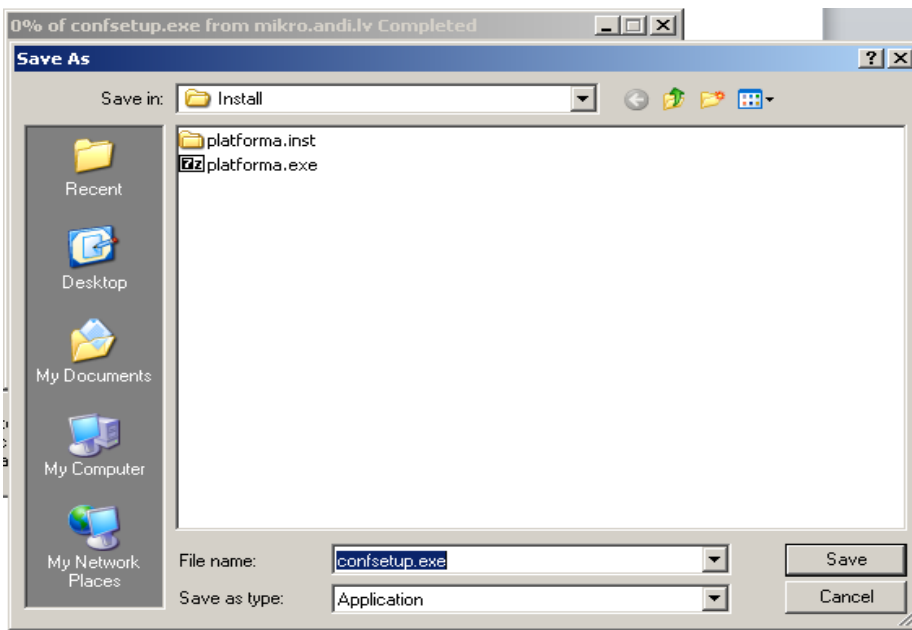 0% of confsetup.exe from mikro.andi.lv Completed
Save As
Save in: Install
platforma.inst
platforma.exe
Recent
Desktop
My Documents
My Computer
My Network
Places
File name: confsetup.exe
Save
Save as type: Application
Cancel